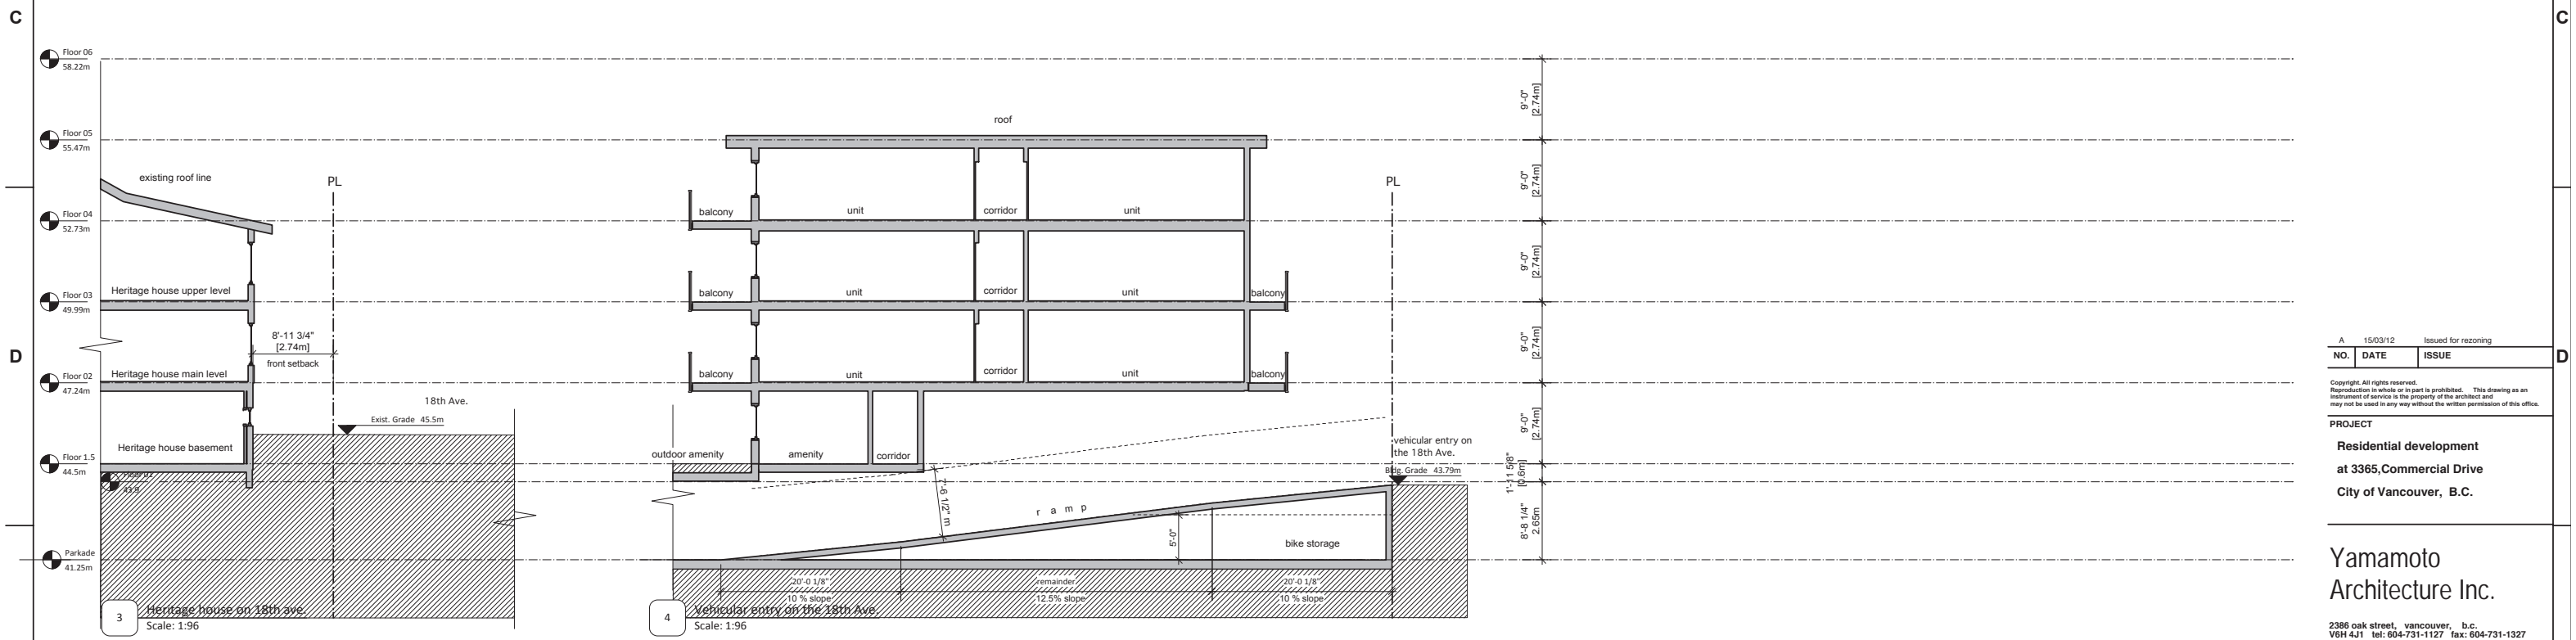 C
C
Floor 06
58.22m
Floor 05
55.47m
existing roof line
PL
Floor 04
52.73m
Heritage house upper level
Floor 03
49.99m
8'-11 3/4"
[2.74m]
front setback
D
Heritage house main level
Floor 02
47.24m
18th Ave.
Exist. Grade 45.5m
Heritage house basement
Floor 1.5
44.5m
43.9
Parkade
41.25m
3
Heritage house on 18th ave.
Scale: 1:96
roof
PL
balcony
unit
corridor
unit
balcony
unit
corridor
unit
balcony
balcony
unit
corridor
unit
balcony
outdoor amenity
amenity
corridor
vehicular entry on
the 18th Ave.
Bldg. Grade 43.79m
7'-6 1/2" m
ramp
5'-0"
bike storage
20'-0 1/8"
remainder
20'-0 1/8"
10 % slope
12.5% slope
10 % slope
4
Vehicular entry on the 18th Ave.
Scale: 1:96
9'-0"
[2.74m]
9'-0"
[2.74m]
9'-0"
[2.74m]
9'-0"
[2.74m]
9'-0"
[2.74m]
1'-11 5/8"
[0.6m]
8'-8 1/4"
2.65m
A 15/03/12 Issued for rezoning
NO. DATE ISSUE
D
Copyright. All rights reserved.
Reproduction in whole or in part is prohibited. This drawing as an
instrument of service is the property of the architect and
may not be used in any way without the written permission of this office.
PROJECT
Residential development
at 3365,Commercial Drive
City of Vancouver, B.C.
Yamamoto
Architecture Inc.
2386 oak street, vancouver, b.c.
V6H 4J1 tel: 604-731-1127 fax: 604-731-1327